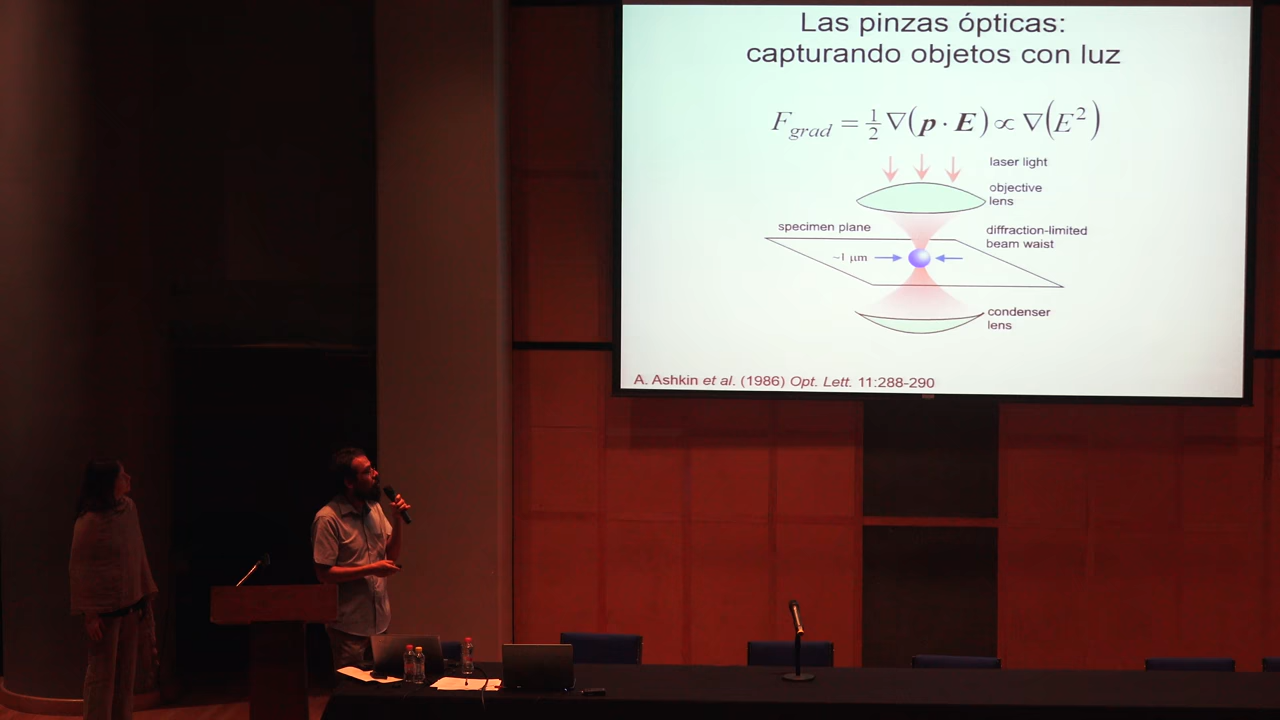 Las pinzas ópticas:
capturando objetos con luz
F_grad = ½ ∇(p · E) ∝ ∇(E²)
laser light
objective
lens
specimen plane
diffraction-limited
beam waist
~1 μm
condenser
lens
A. Ashkin et al. (1986) Opt. Lett. 11:288-290